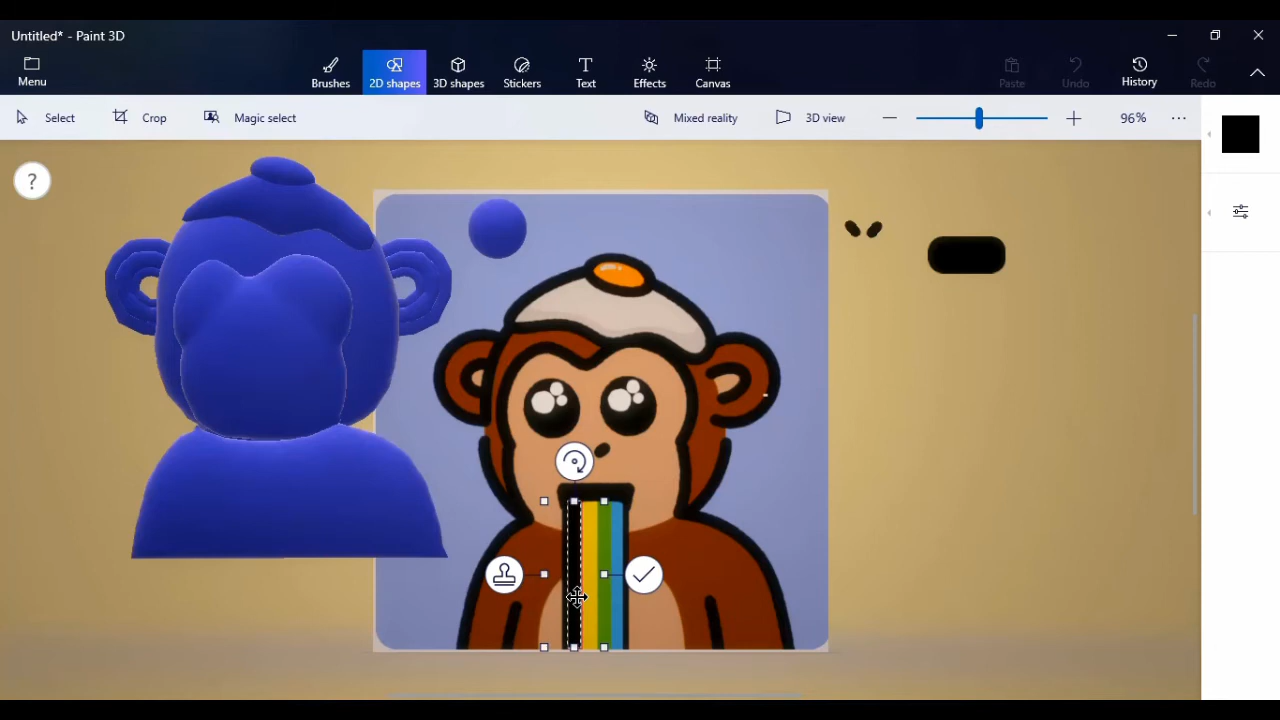 Untitled* - Paint 3D
Menu
Brushes
2D shapes
3D shapes
Stickers
Text
Effects
Canvas
Paste
Undo
History
Redo
Select
Crop
Magic select
Mixed reality
3D view
96%
?